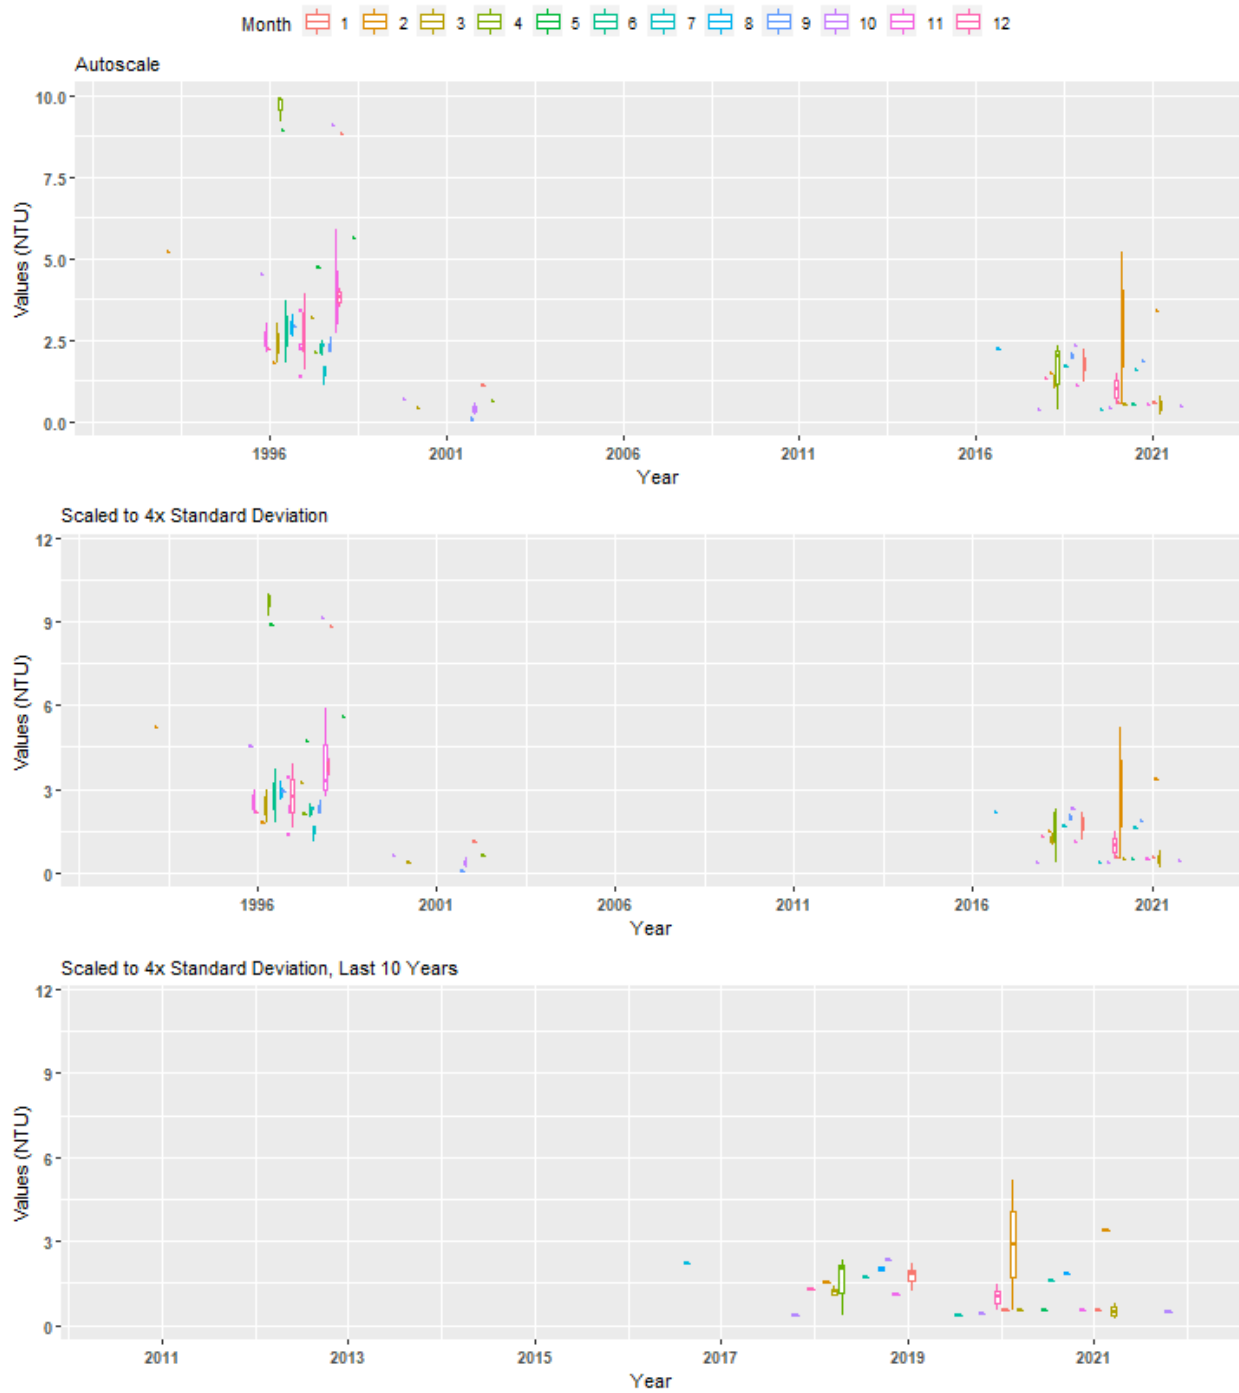 Month 1 2 3 4 5 6 7 8 9 10 11 12
Autoscale
Values (NTU)
10.0
7.5
5.0
2.5
0.0
1996 2001 2006 2011 2016 2021
Year
Scaled to 4x Standard Deviation
Values (NTU)
12
9
6
3
0
1996 2001 2006 2011 2016 2021
Year
Scaled to 4x Standard Deviation, Last 10 Years
Values (NTU)
12
9
6
3
0
2011 2013 2015 2017 2019 2021
Year